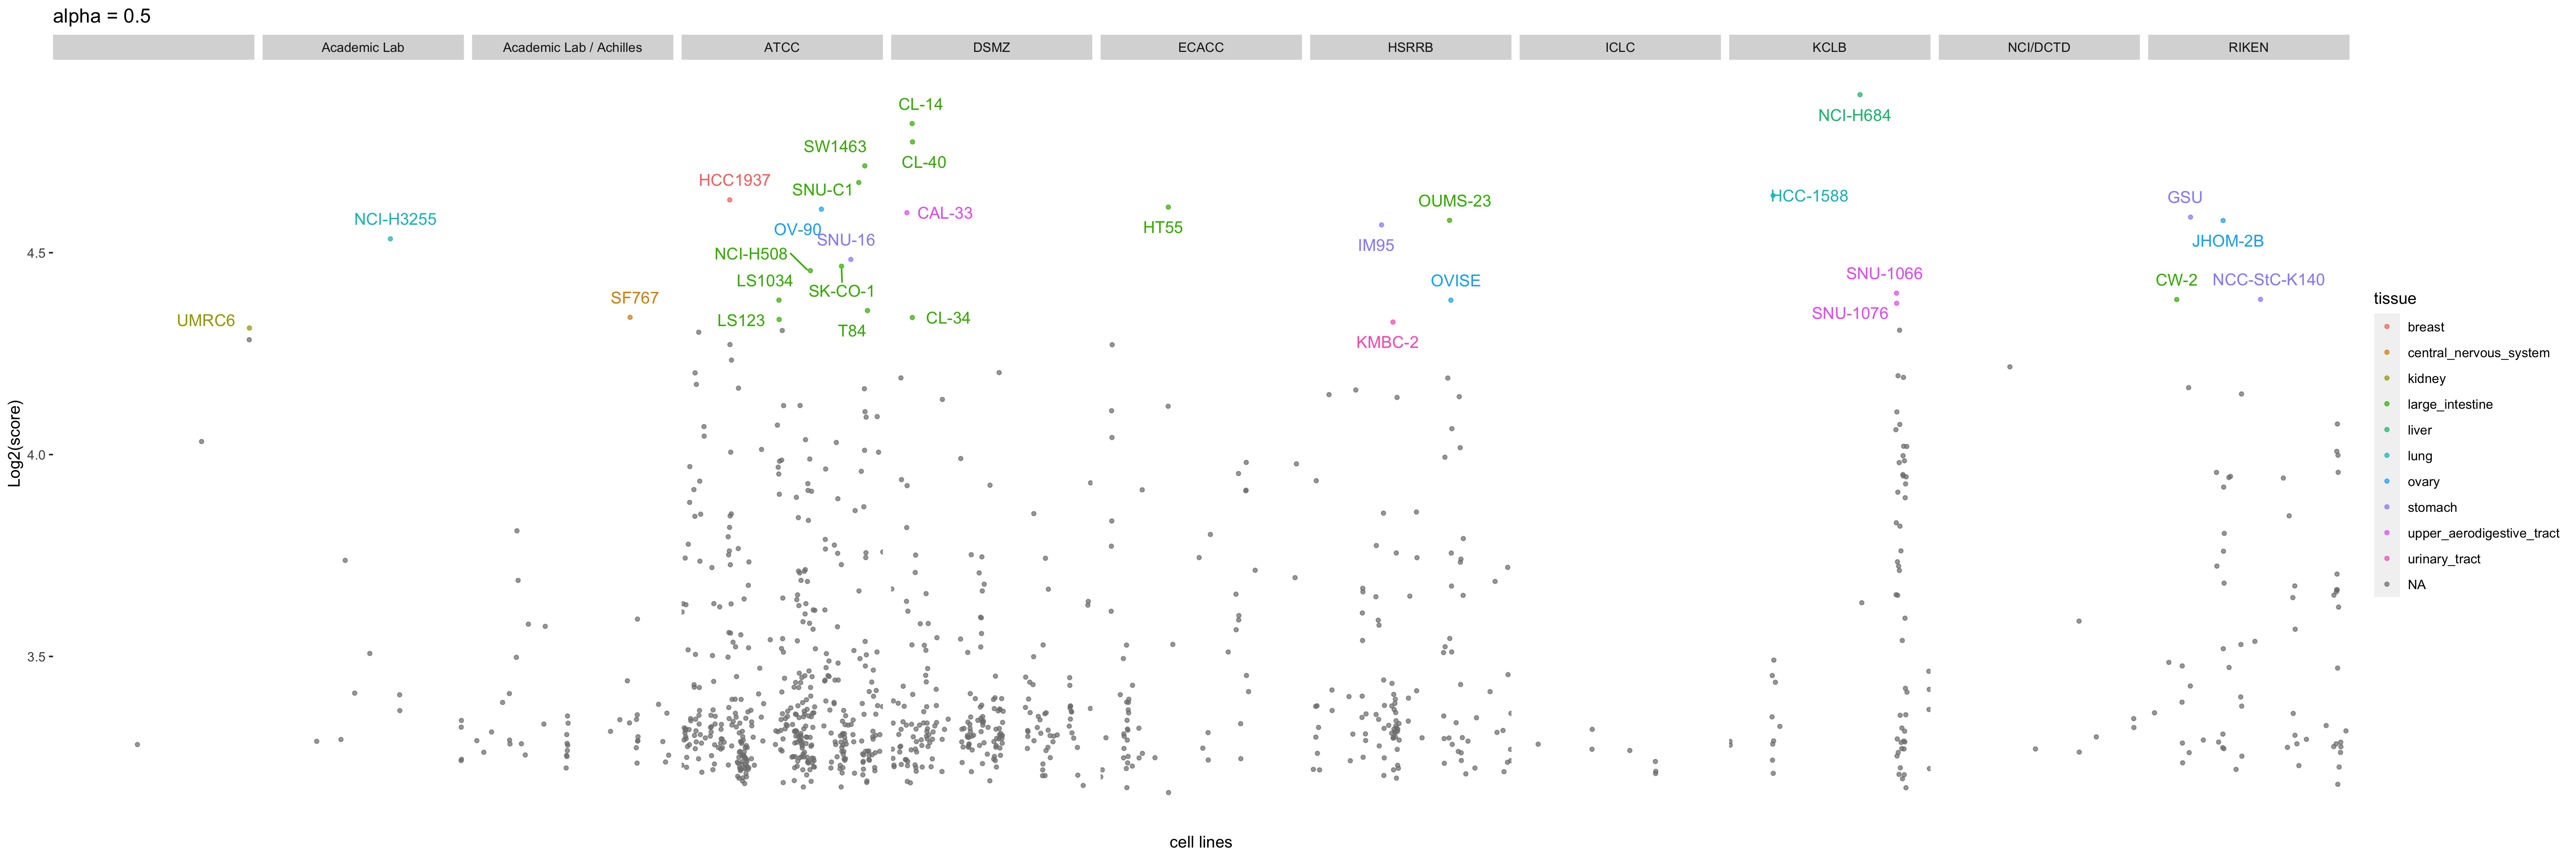 alpha = 0.5
Academic Lab
Academic Lab / Achilles
ATCC
DSMZ
ECACC
HSRRB
ICLC
KCLB
NCI/DCTD
RIKEN
CL-14
NCI-H684
SW1463
CL-40
HCC1937
SNU-C1
HCC-1588
GSU
OUMS-23
NCI-H3255
CAL-33
HT55
OV-90
SNU-16
IM95
JHOM-2B
4.5
NCI-H508
LS1034
SK-CO-1
OVISE
SNU-1066
CW-2
NCC-StC-K140
SF767
UMRC6
LS123
T84
CL-34
SNU-1076
KMBC-2
4.0
3.5
Log2(score)
cell lines
tissue
breast
central_nervous_system
kidney
large_intestine
liver
lung
ovary
stomach
upper_aerodigestive_tract
urinary_tract
NA